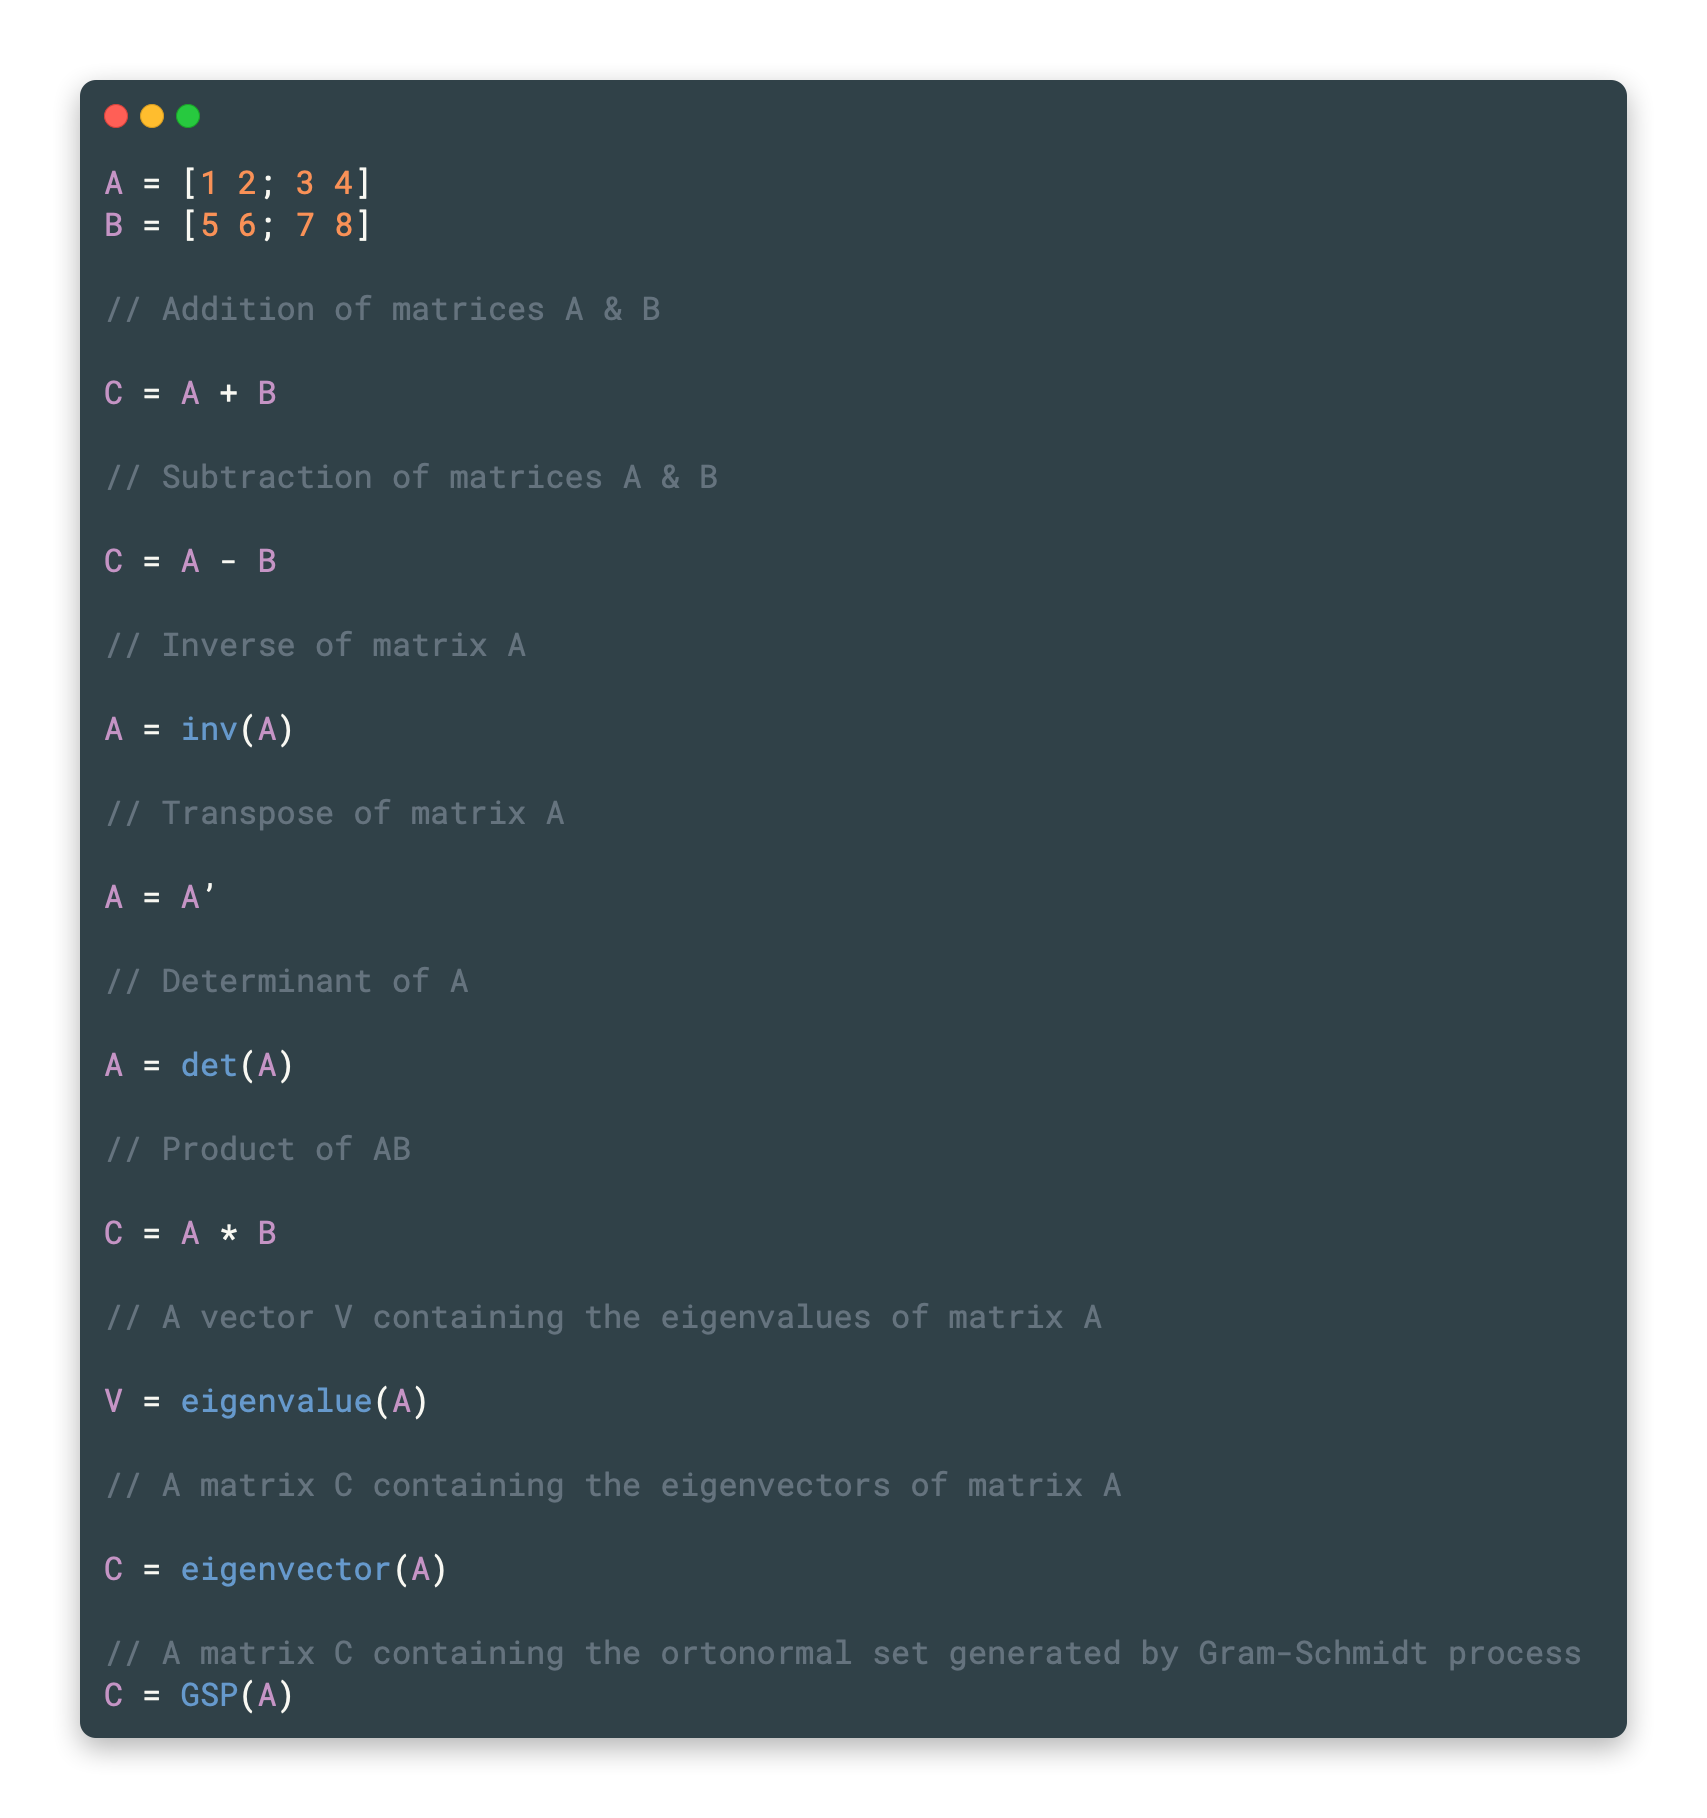 A = [1 2; 3 4]
B = [5 6; 7 8]
// Addition of matrices A & B
C = A + B
// Subtraction of matrices A & B
C = A - B
// Inverse of matrix A
A = inv(A)
// Transpose of matrix A
A = A’
// Determinant of A
A = det(A)
// Product of AB
C = A * B
// A vector V containing the eigenvalues of matrix A
V = eigenvalue(A)
// A matrix C containing the eigenvectors of matrix A
C = eigenvector(A)
// A matrix C containing the ortonormal set generated by Gram-Schmidt process
C = GSP(A)